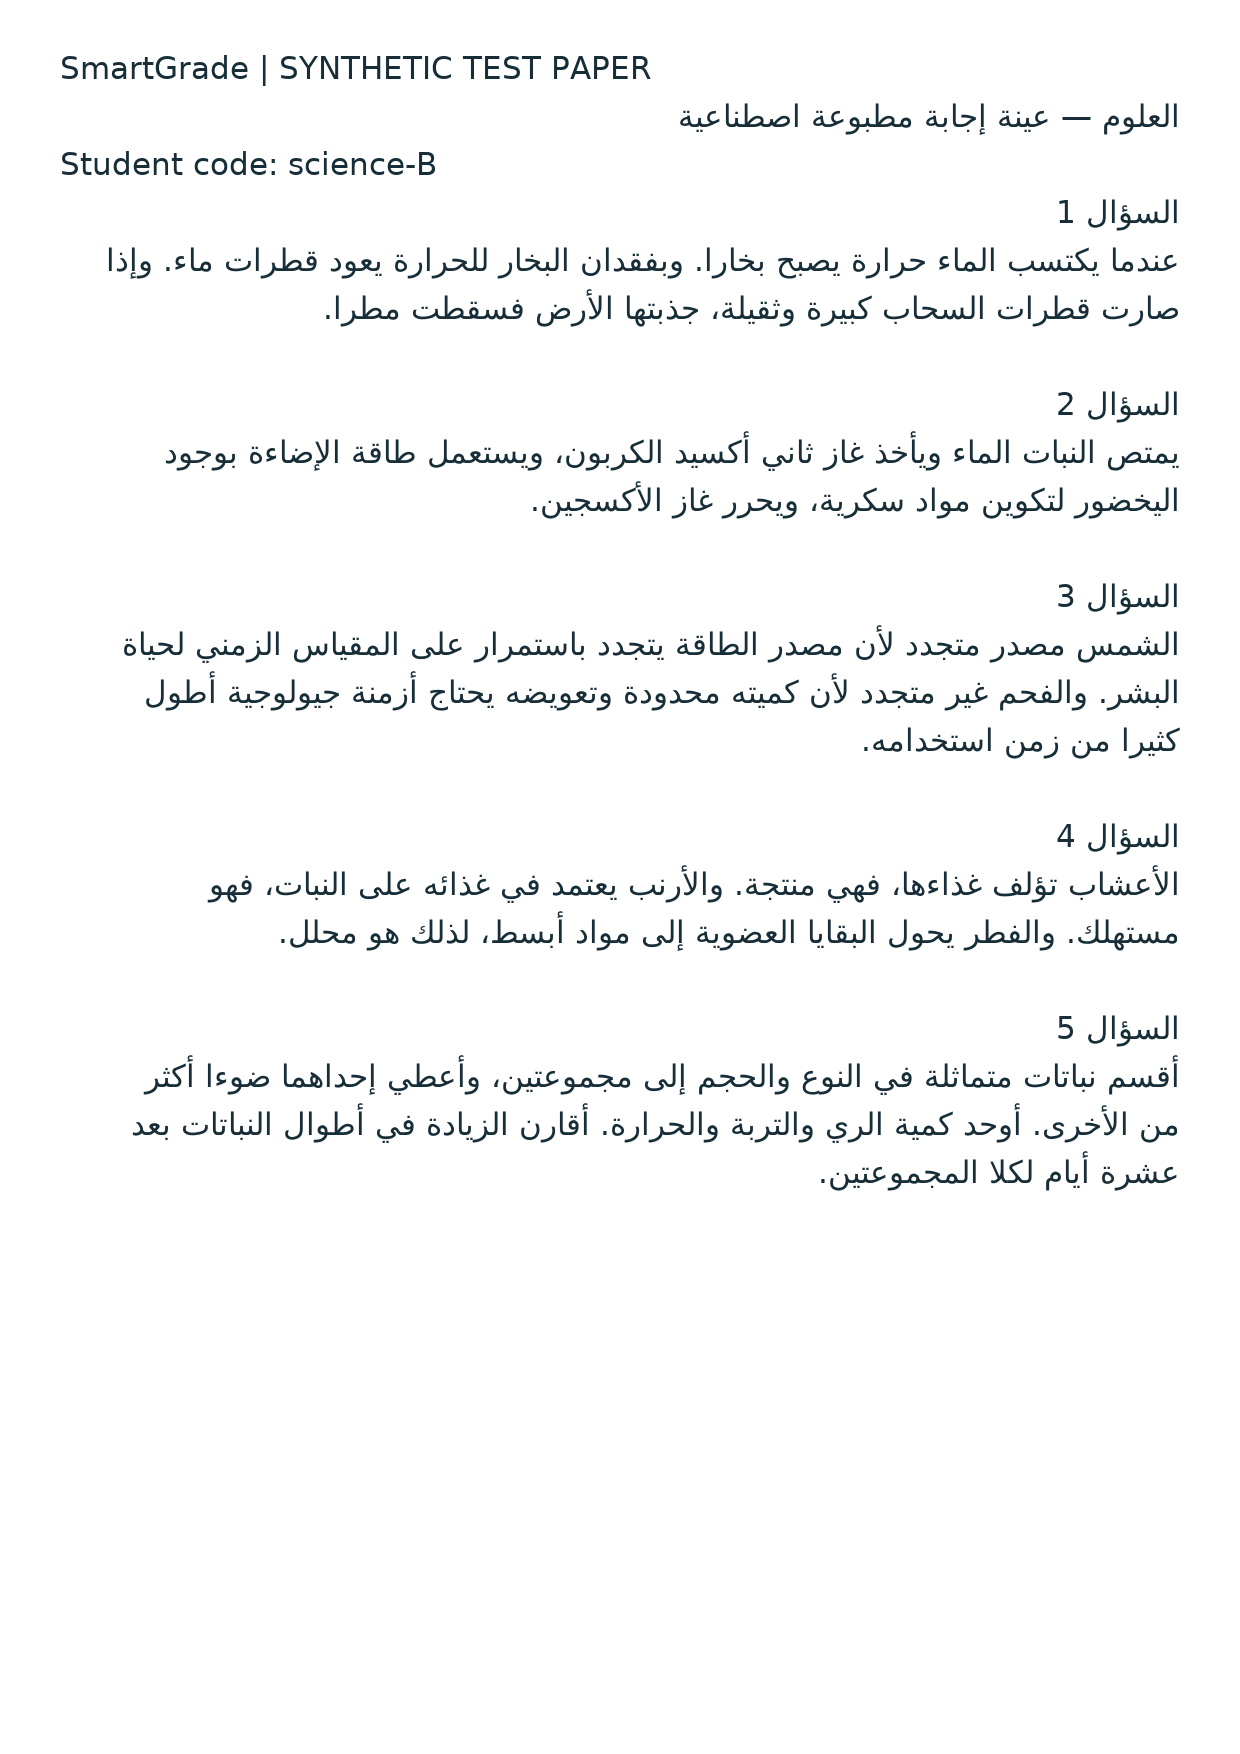 SmartGrade | SYNTHETIC TEST PAPER
العلوم — عينة إجابة مطبوعة اصطناعية
Student code: science-B
السؤال 1
عندما يكتسب الماء حرارة يصبح بخارا. وبفقدان البخار للحرارة يعود قطرات ماء. وإذا
صارت قطرات السحاب كبيرة وثقيلة، جذبتها الأرض فسقطت مطرا.
السؤال 2
يمتص النبات الماء ويأخذ غاز ثاني أكسيد الكربون، ويستعمل طاقة الإضاءة بوجود
اليخضور لتكوين مواد سكرية، ويحرر غاز الأكسجين.
السؤال 3
الشمس مصدر متجدد لأن مصدر الطاقة يتجدد باستمرار على المقياس الزمني لحياة
البشر. والفحم غير متجدد لأن كميته محدودة وتعويضه يحتاج أزمنة جيولوجية أطول
كثيرا من زمن استخدامه.
السؤال 4
الأعشاب تؤلف غذاءها، فهي منتجة. والأرنب يعتمد في غذائه على النبات، فهو
مستهلك. والفطر يحول البقايا العضوية إلى مواد أبسط، لذلك هو محلل.
السؤال 5
أقسم نباتات متماثلة في النوع والحجم إلى مجموعتين، وأعطي إحداهما ضوءا أكثر
من الأخرى. أوحد كمية الري والتربة والحرارة. أقارن الزيادة في أطوال النباتات بعد
عشرة أيام لكلا المجموعتين.